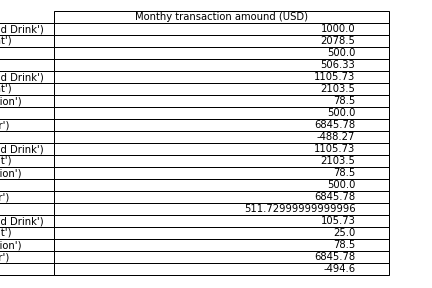 Monthy transaction amound (USD)
d Drink') 1000.0
t') 2078.5
500.0
506.33
d Drink') 1105.73
t') 2103.5
ion') 78.5
500.0
r') 6845.78
-488.27
d Drink') 1105.73
t') 2103.5
ion') 78.5
500.0
r') 6845.78
511.72999999999996
d Drink') 105.73
t') 25.0
ion') 78.5
r') 6845.78
-494.6